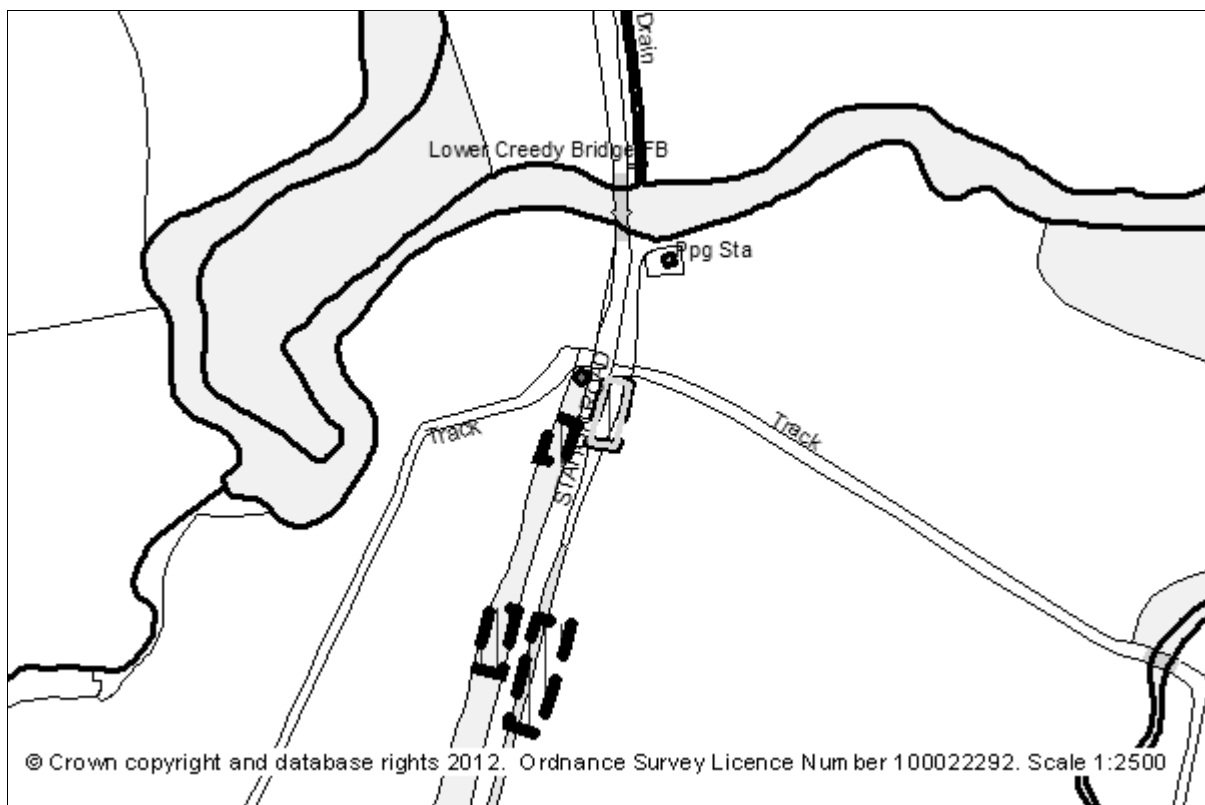 Drain
Lower Creedy Bridge FB
Ppg Sta
Track
Track
© Crown copyright and database rights 2012. Ordnance Survey Licence Number 100022292. Scale 1:2500